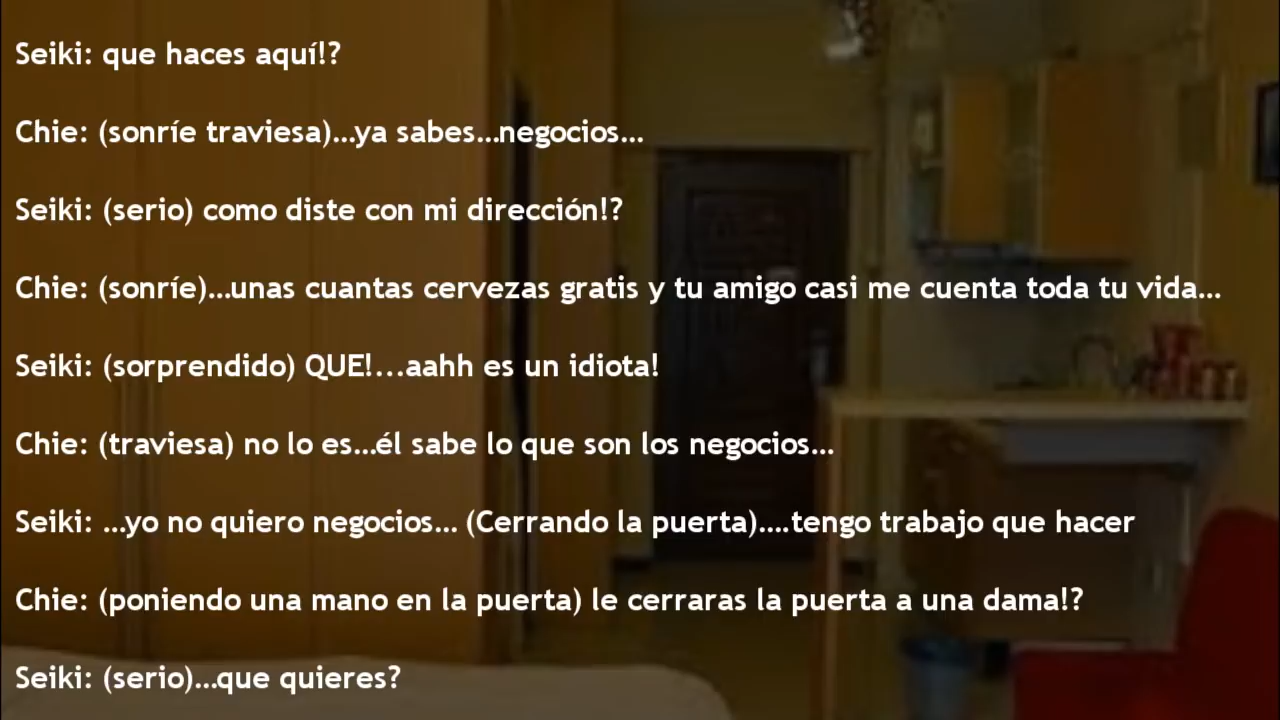 Seiki: que haces aquí!?
Chie: (sonríe traviesa)...ya sabes...negocios...
Seiki: (serio) como diste con mi dirección!?
Chie: (sonríe)...unas cuantas cervezas gratis y tu amigo casi me cuenta toda tu vida...
Seiki: (sorprendido) QUE!...aahh es un idiota!
Chie: (traviesa) no lo es...él sabe lo que son los negocios...
Seiki: ...yo no quiero negocios... (Cerrando la puerta)....tengo trabajo que hacer
Chie: (poniendo una mano en la puerta) le cerraras la puerta a una dama!?
Seiki: (serio)...que quieres?